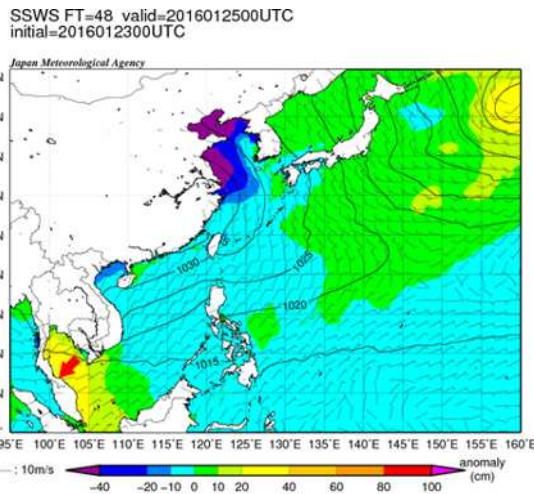 SSWS FT=48 valid=2016012500UTC
initial=2016012300UTC
Japan Meteorological Agency
1030
1025
1020
1015
95°E 100°E 105°E 110°E 115°E 120°E 125°E 130°E 135°E 140°E 145°E 150°E 155°E 160°E
: 10m/s
anomaly
(cm)
-40 -20 -10 0 10 20 40 60 80 100